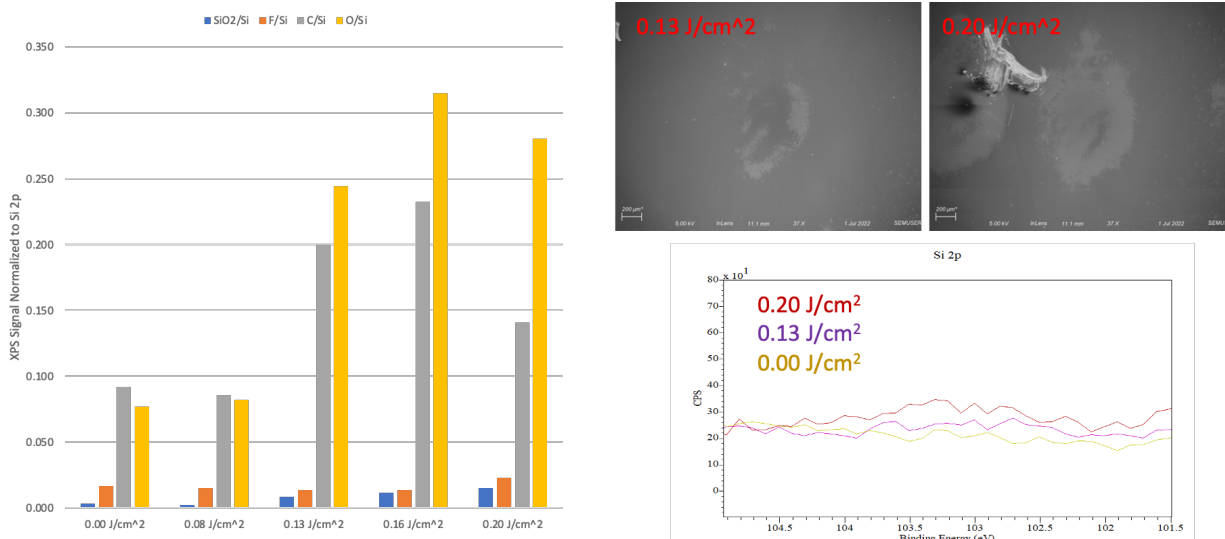 SiO2/Si F/Si C/Si O/Si
XPS Signal Normalized to Si 2p
0.350
0.300
0.250
0.200
0.150
0.100
0.050
0.000
0.00 J/cm^2 0.08 J/cm^2 0.13 J/cm^2 0.16 J/cm^2 0.20 J/cm^2
0.13 J/cm^2
200 µm
5.00 kV InLens 11.1 mm 37 X 1 Jul 2022 SEMUSER
0.20 J/cm^2
200 µm
5.00 kV InLens 11.1 mm 37 X 1 Jul 2022 SEMUSER
Si 2p
x 10¹
80
70
60
50
40
30
20
10
0
CPS
0.20 J/cm²
0.13 J/cm²
0.00 J/cm²
104.5 104 103.5 103 102.5 102 101.5
Binding Energy (eV)